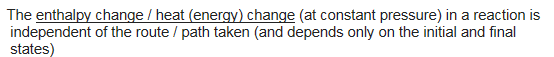 The enthalpy change / heat (energy) change (at constant pressure) in a reaction is
independent of the route / path taken (and depends only on the initial and final
states)